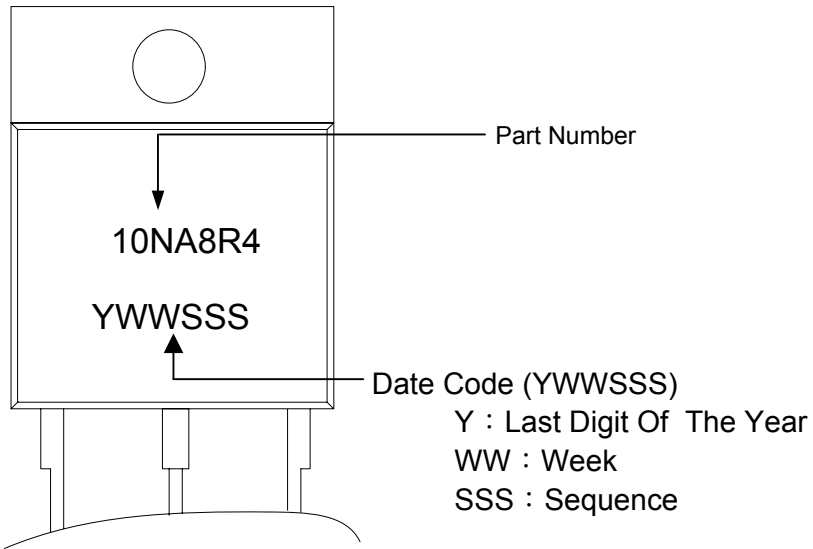 Part Number
10NA8R4
YWWSSS
Date Code (YWWSSS)
Y：Last Digit Of The Year
WW：Week
SSS：Sequence